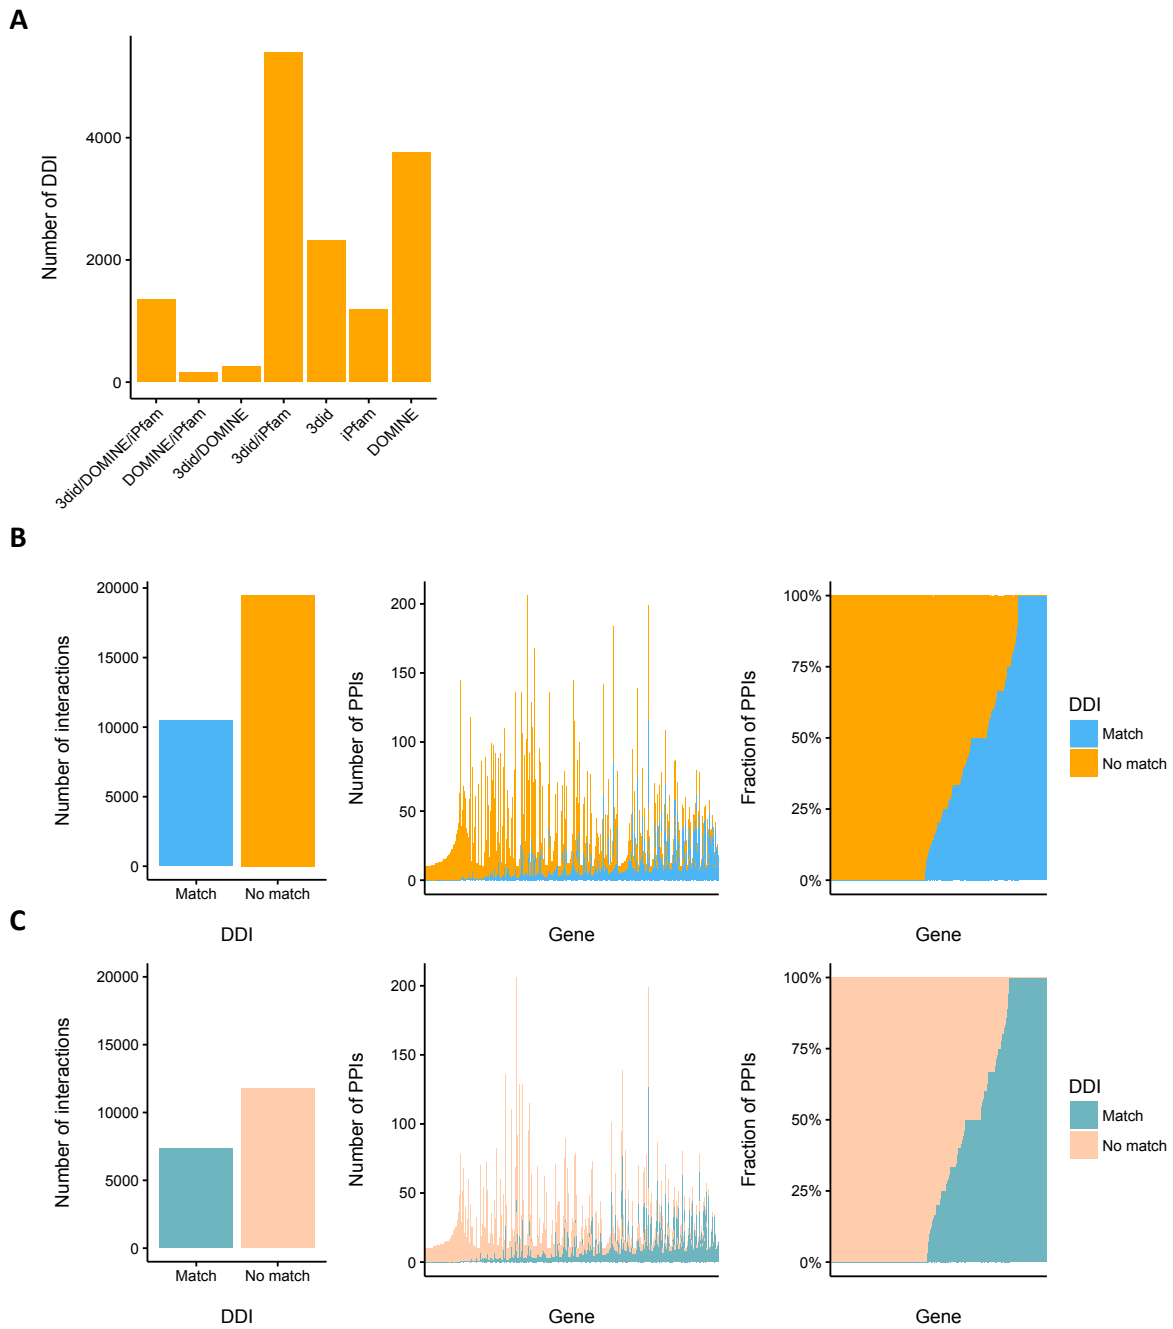 A
Number of DDI
4000
2000
0
3did/DOMINE/iPfam
DOMINE/iPfam
3did/DOMINE
3did/iPfam
3did
iPfam
DOMINE
B
Number of interactions
20000
15000
10000
5000
0
Match
No match
DDI
Number of PPIs
200
150
100
50
0
Gene
Fraction of PPIs
100%
75%
50%
25%
0%
Gene
DDI
Match
No match
C
Number of interactions
20000
15000
10000
5000
0
Match
No match
DDI
Number of PPIs
200
150
100
50
0
Gene
Fraction of PPIs
100%
75%
50%
25%
0%
Gene
DDI
Match
No match